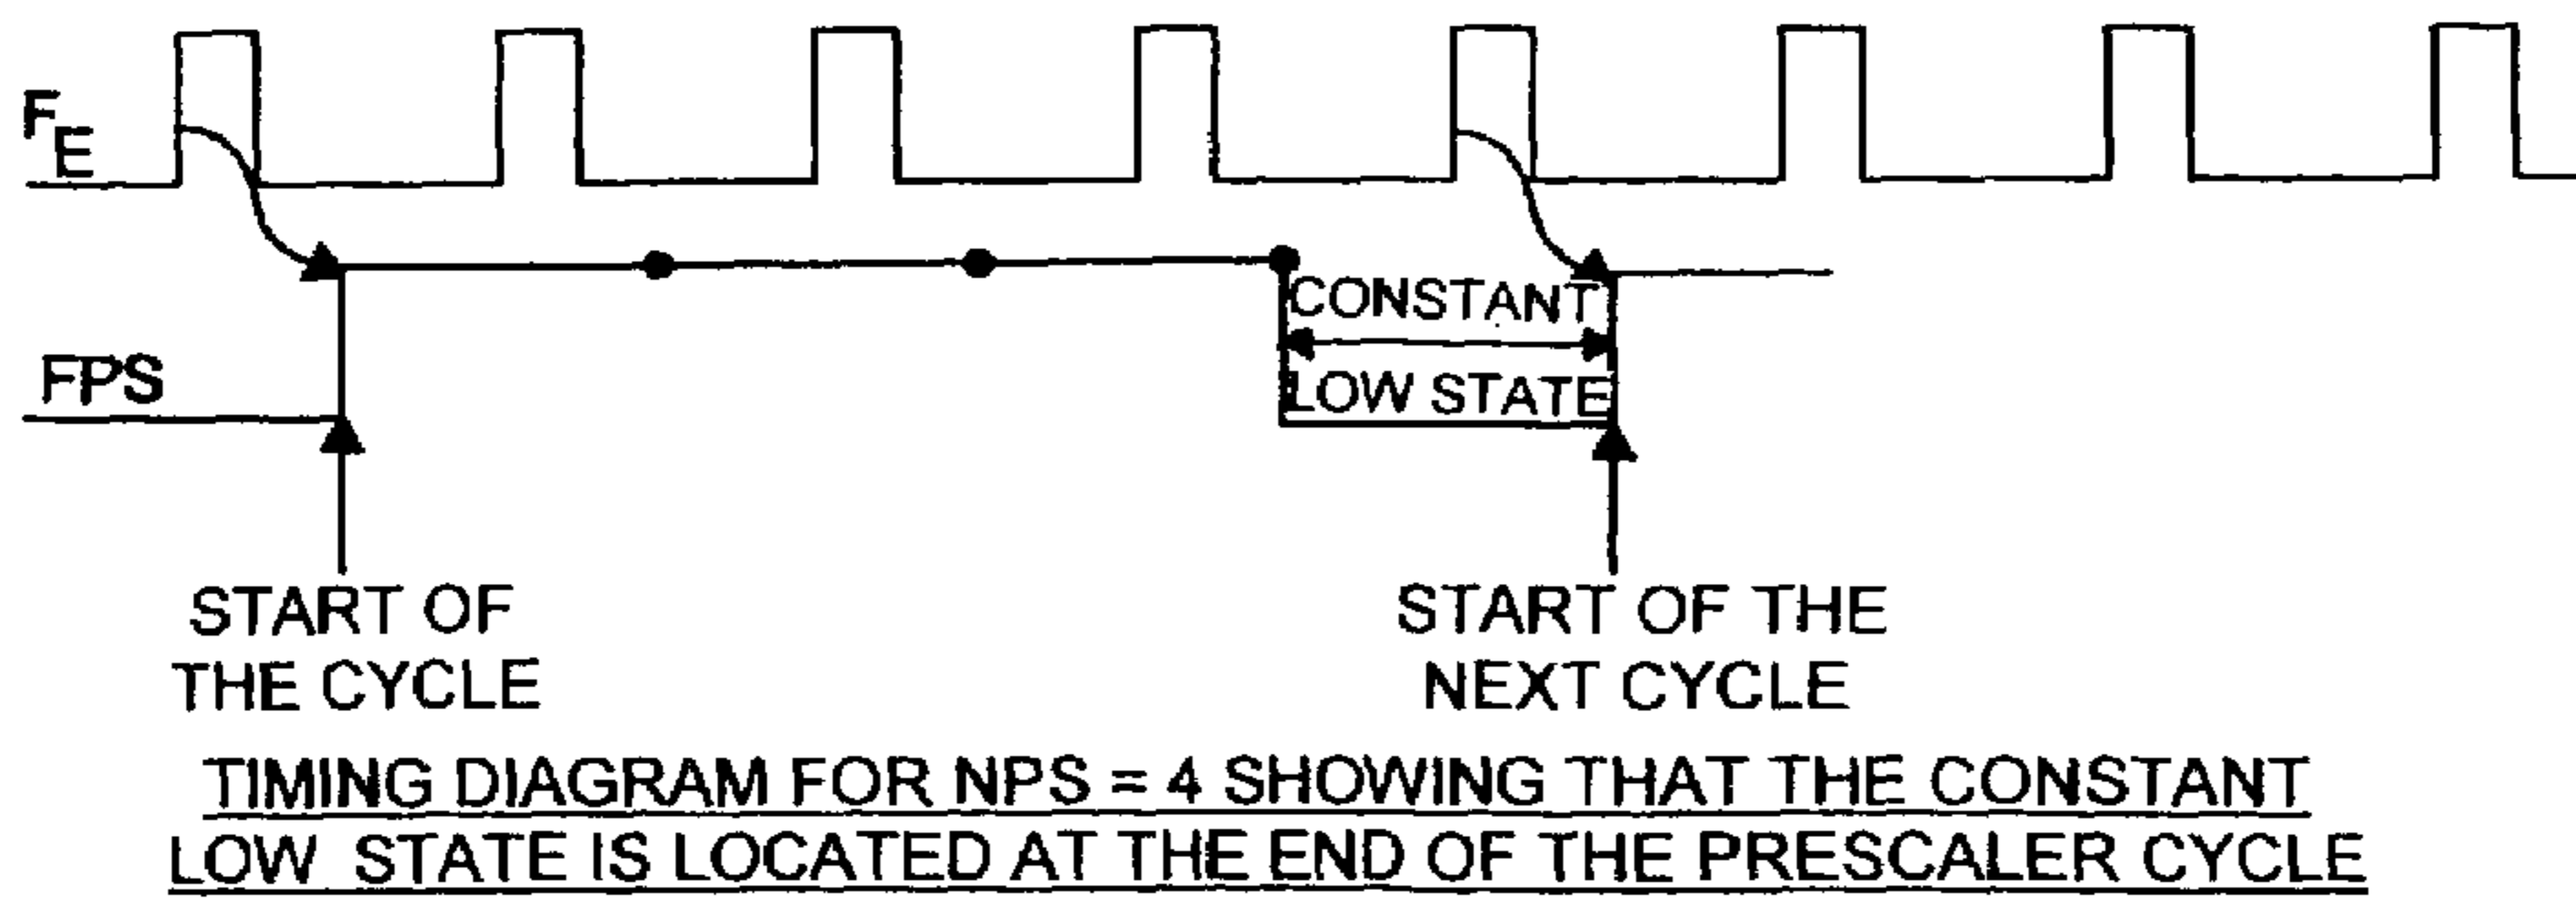 FE
CONSTANT
FPS
LOW STATE
START OF
THE CYCLE
START OF THE
NEXT CYCLE
TIMING DIAGRAM FOR NPS = 4 SHOWING THAT THE CONSTANT
LOW STATE IS LOCATED AT THE END OF THE PRESCALER CYCLE